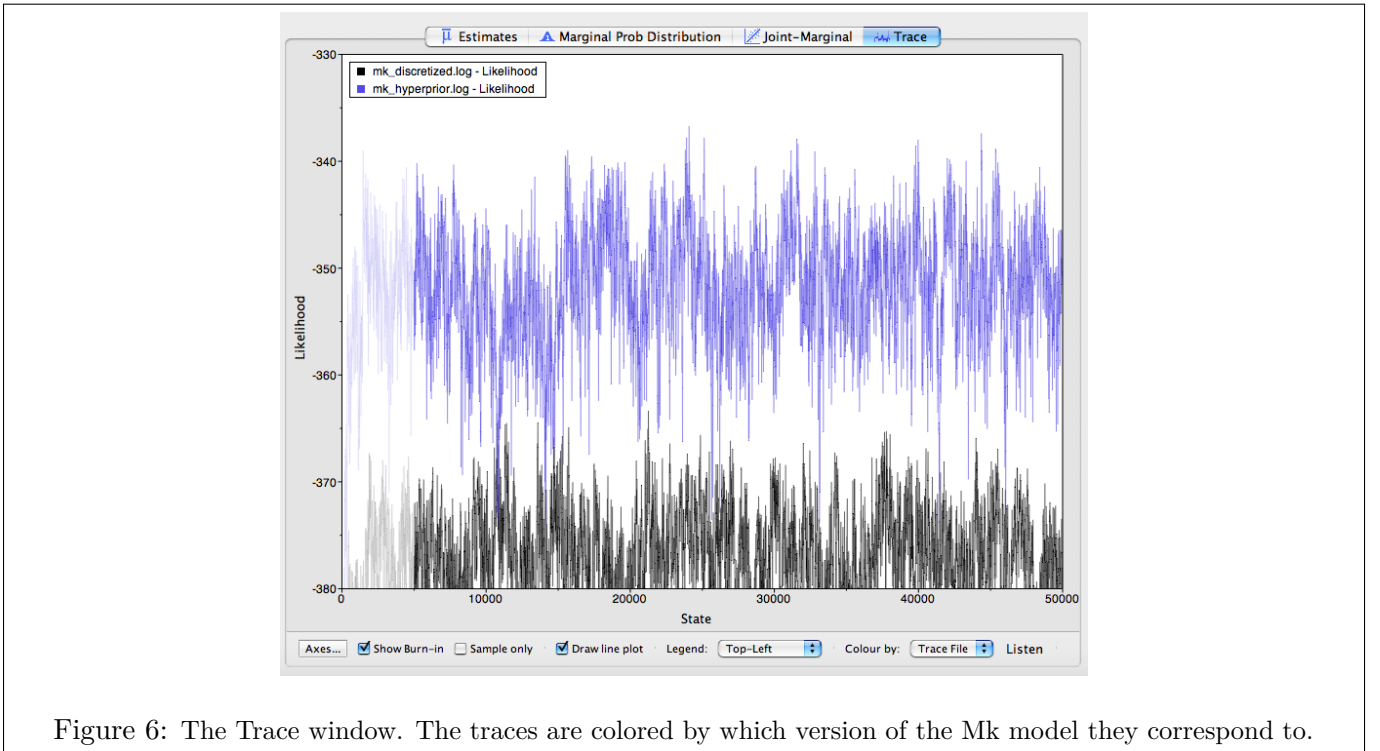 μ Estimates Marginal Prob Distribution Joint-Marginal Trace
-330
mk_discretized.log - Likelihood
mk_hyperprior.log - Likelihood
-340
-350
Likelihood
-360
-370
-380
0 10000 20000 30000 40000 50000
State
Axes... Show Burn-in Sample only Draw line plot Legend: Top-Left Colour by: Trace File Listen
Figure 6: The Trace window. The traces are colored by which version of the Mk model they correspond to.